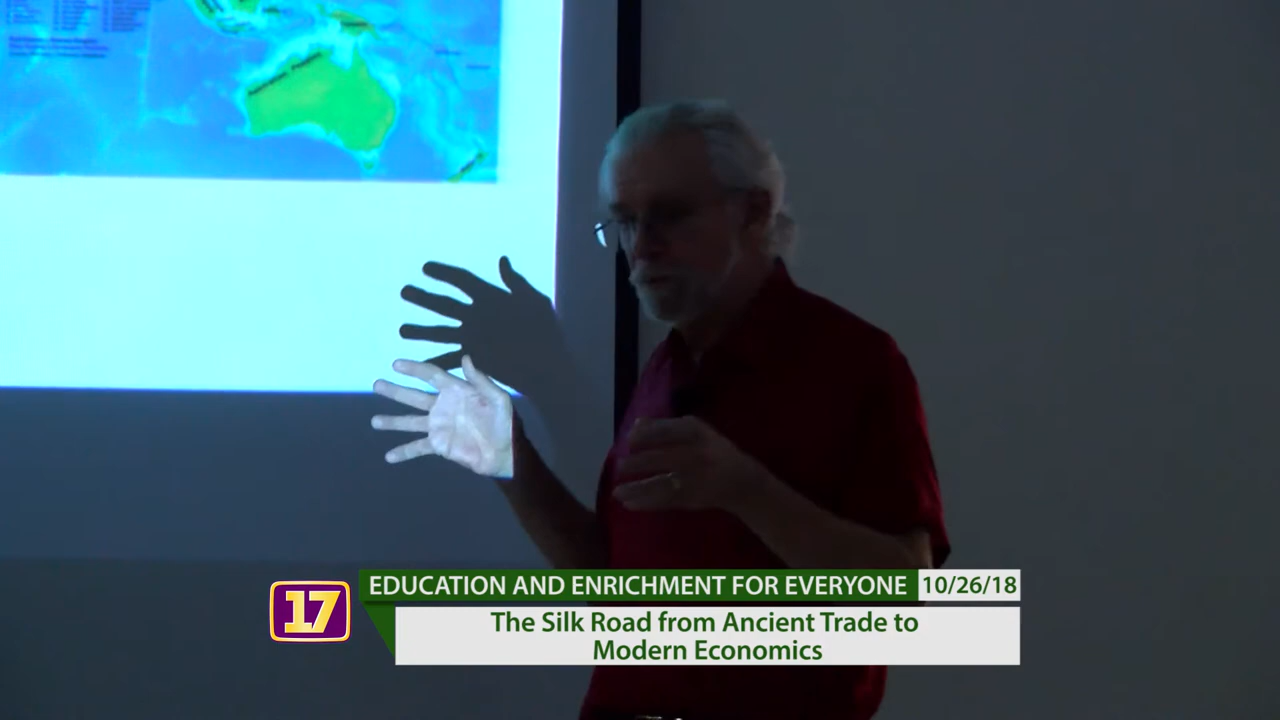 17
EDUCATION AND ENRICHMENT FOR EVERYONE 10/26/18
The Silk Road from Ancient Trade to
Modern Economics